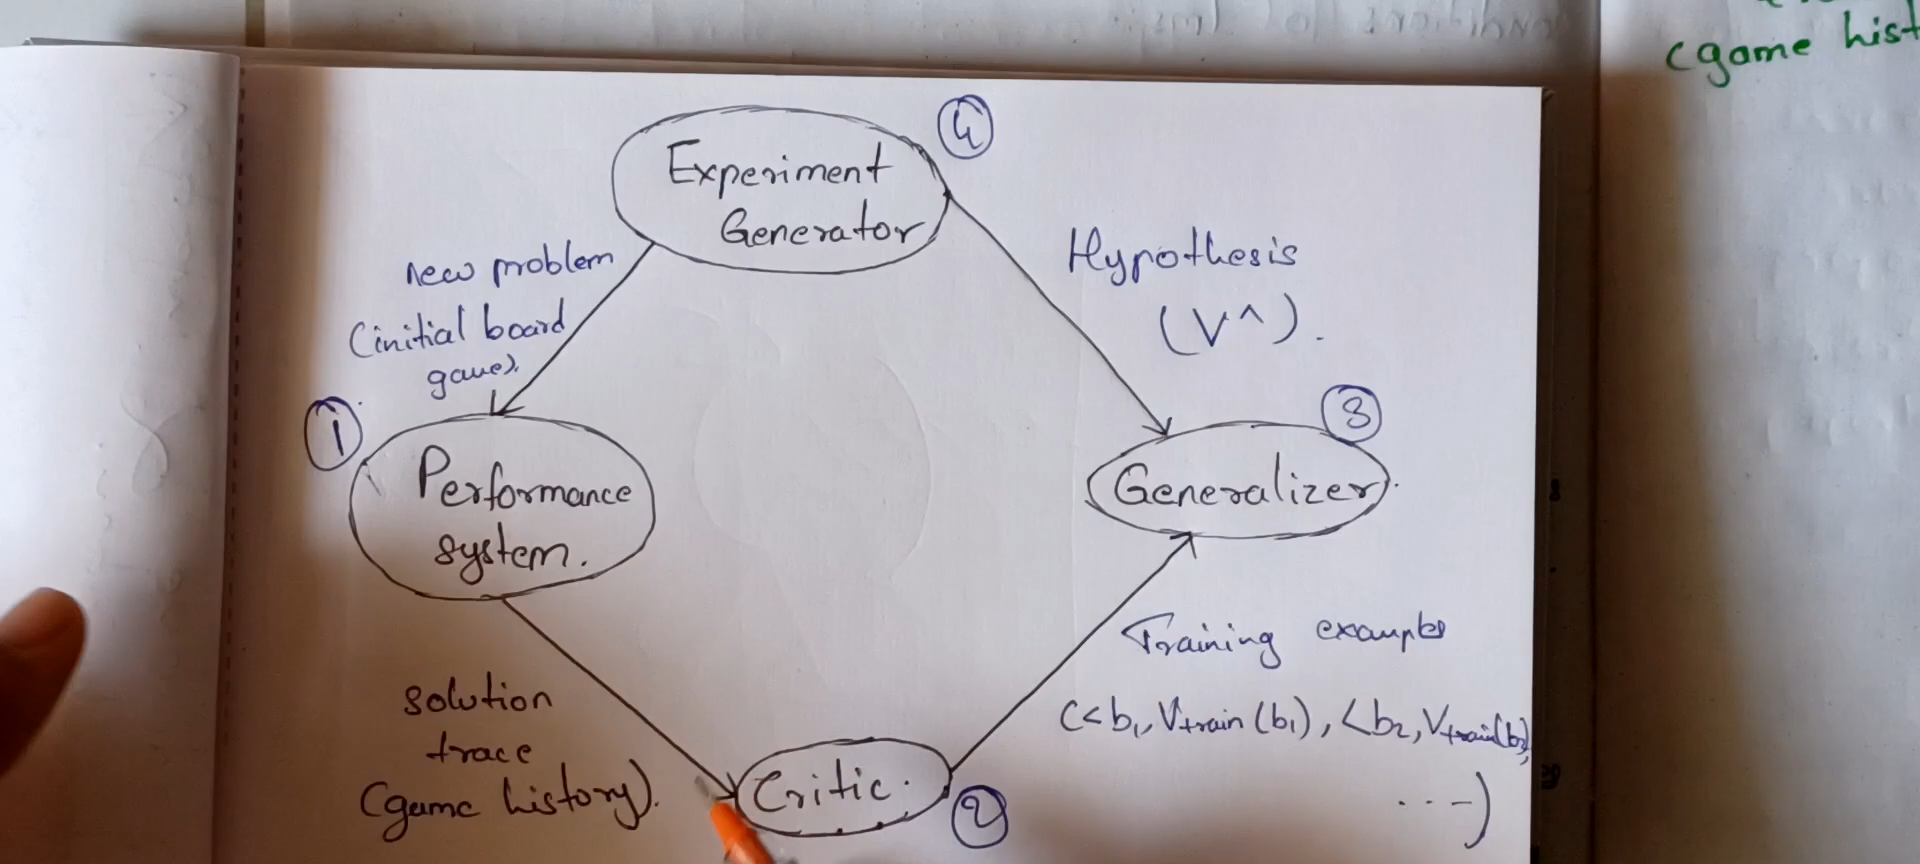 (game hist
4
Experiment
Generator
new problem
(initial board
game).
Hypothesis
(V^).
1
Performance
system.
3
Generalizer
solution
trace
(game history).
Training examples
(<b1, Vtrain(b1), <b2, Vtrain(b2)
...)
Critic.
2